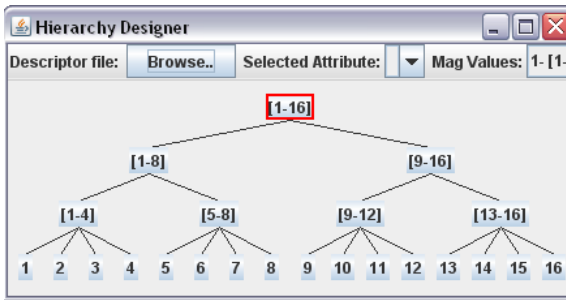 Hierarchy Designer
Descriptor file: Browse.. Selected Attribute: Mag Values: 1- [1-
[1-16]
[1-8] [9-16]
[1-4] [5-8] [9-12] [13-16]
1 2 3 4 5 6 7 8 9 10 11 12 13 14 15 16